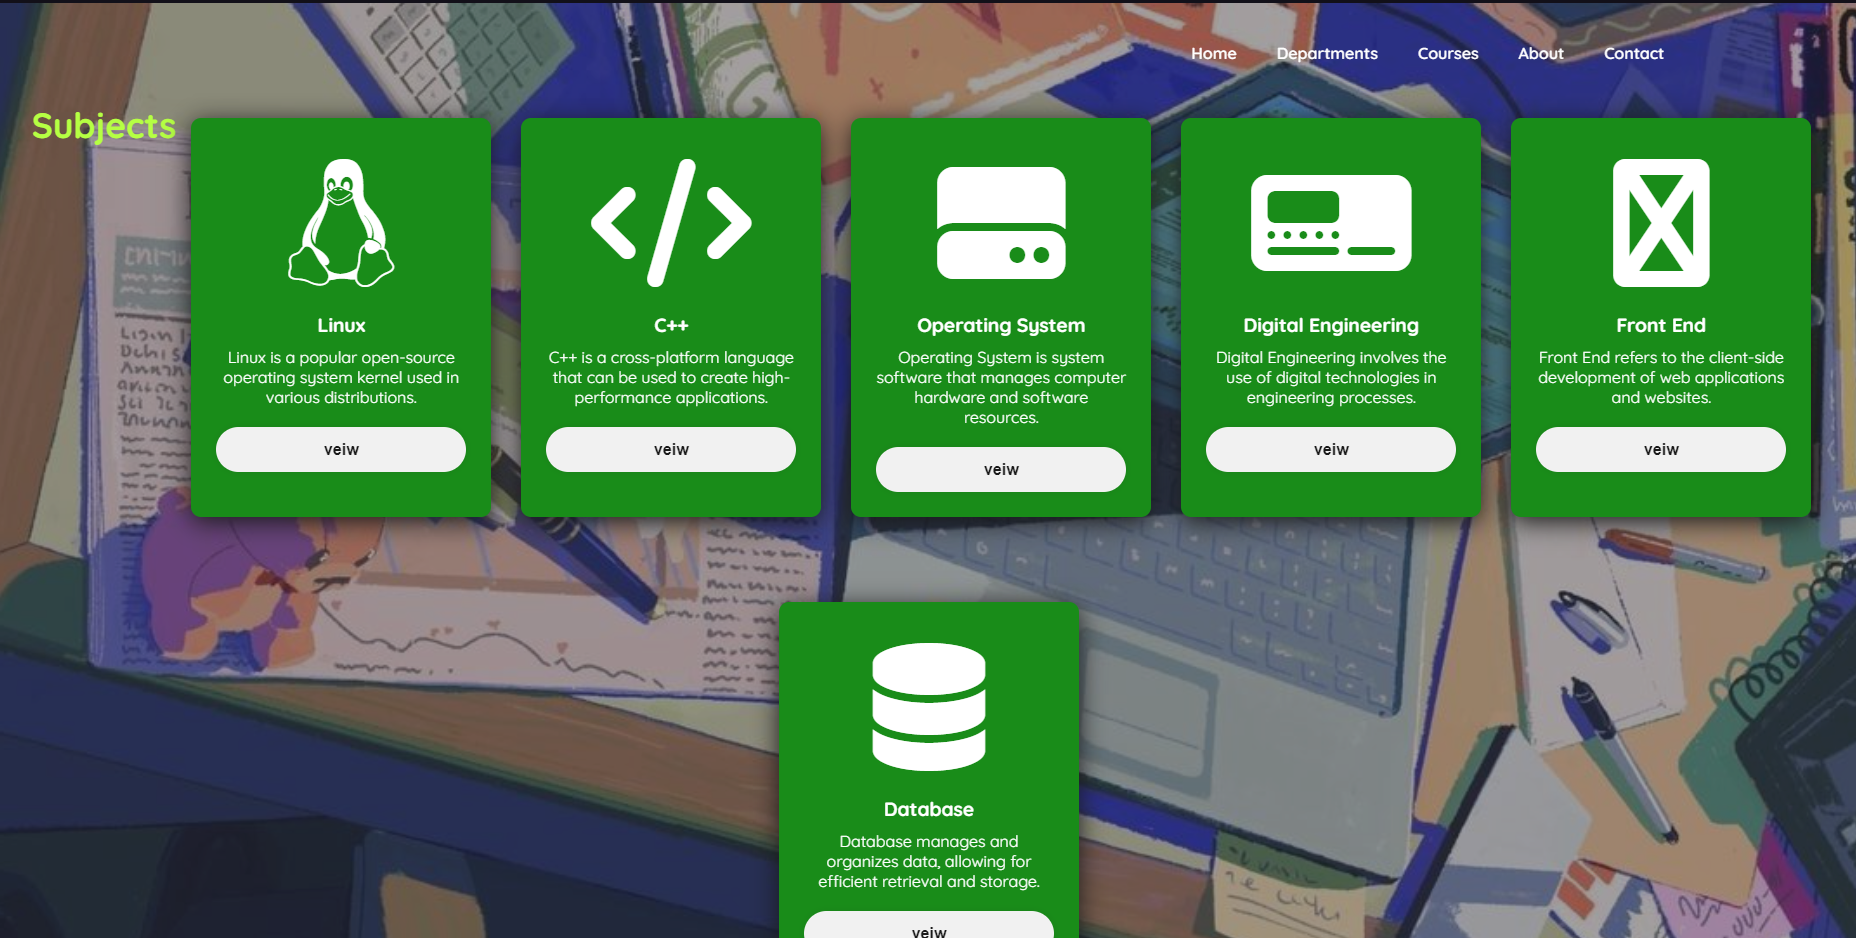 Home Departments Courses About Contact
Subjects
Linux
Linux is a popular open-source
operating system kernel used in
various distributions.
veiw
C++
C++ is a cross-platform language
that can be used to create high-
performance applications.
veiw
Operating System
Operating System is system
software that manages computer
hardware and software
resources.
veiw
Digital Engineering
Digital Engineering involves the
use of digital technologies in
engineering processes.
veiw
Front End
Front End refers to the client-side
development of web applications
and websites.
veiw
Database
Database manages and
organizes data, allowing for
efficient retrieval and storage.
veiw